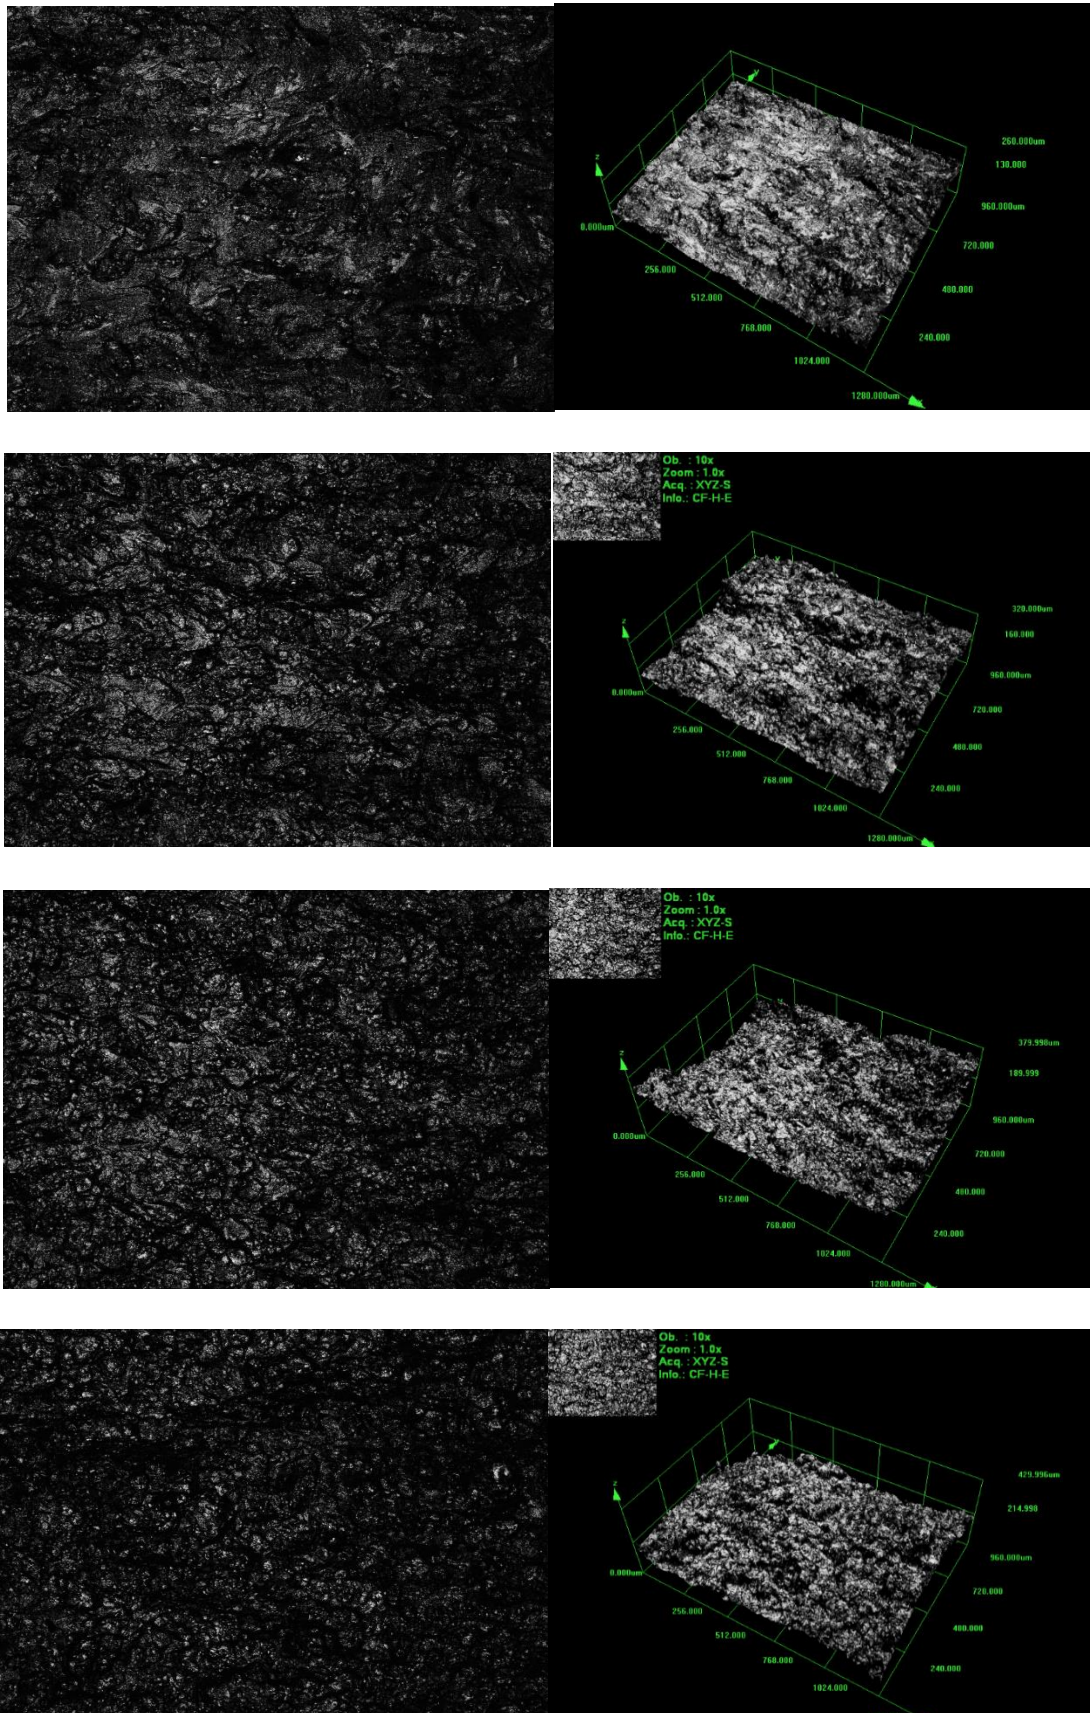 y
z
260.000um
130.000
960.000um
720.000
480.000
240.000
0.000um
256.000
512.000
768.000
1024.000
1280.000um
Ob. : 10x
Zoom : 1.0x
Acq. : XYZ-S
Info.: CF-H-E
z
320.000um
160.000
960.000um
720.000
480.000
240.000
0.000um
256.000
512.000
768.000
1024.000
1280.000um
Ob. : 10x
Zoom : 1.0x
Acq. : XYZ-S
Info.: CF-H-E
z
379.998um
189.999
960.000um
720.000
480.000
240.000
0.000um
256.000
512.000
768.000
1024.000
1280.000um
Ob. : 10x
Zoom : 1.0x
Acq. : XYZ-S
Info.: CF-H-E
z
429.996um
214.998
960.000um
720.000
480.000
240.000
0.000um
256.000
512.000
768.000
1024.000